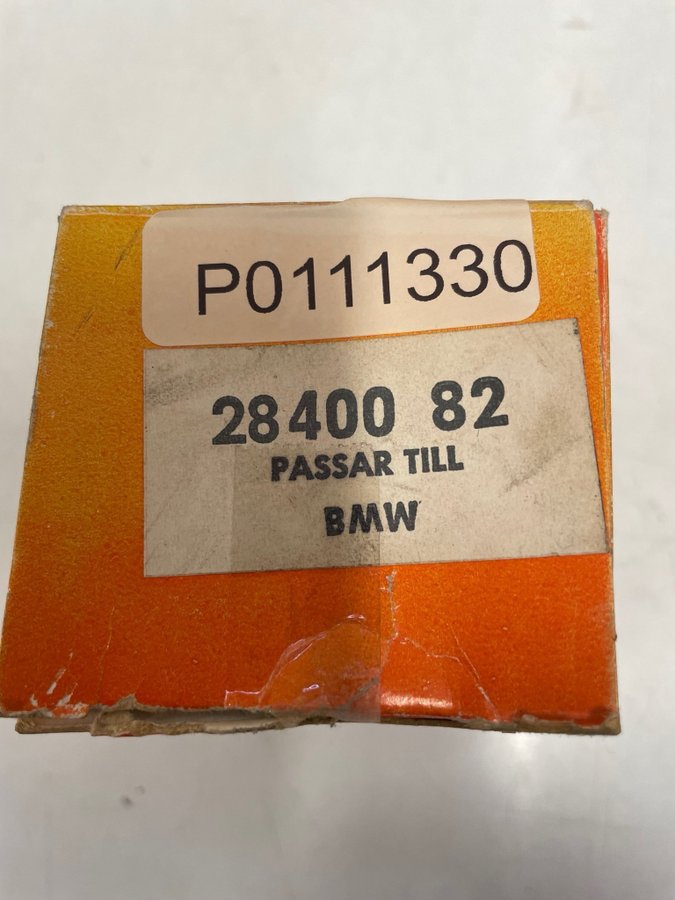 P0111330
28400 82
PASSAR TILL
BMW